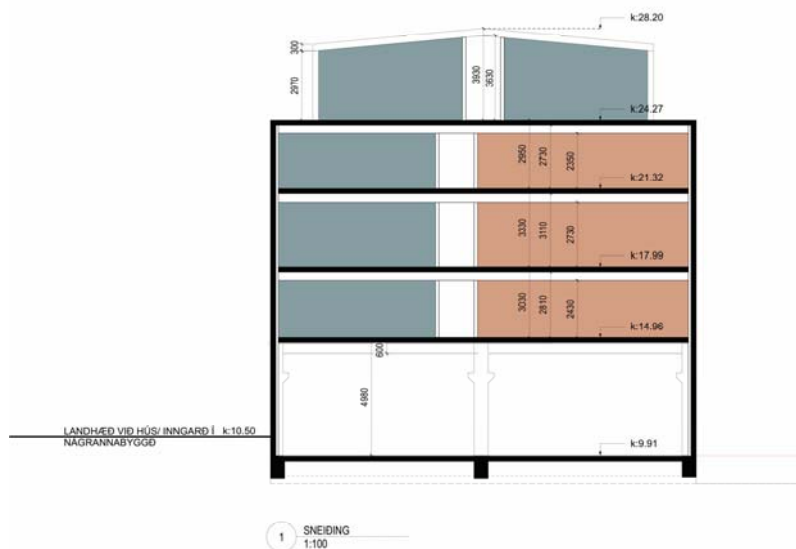 k:28.20
300
2970
3930
3630
k:24.27
2950
2730
2350
k:21.32
3330
3110
2730
k:17.99
3030
2810
2430
k:14.96
600
4980
LANDHÆÐ VIÐ HÚS/ INNGARÐ Í k:10.50
NÁGRANNABYGGÐ
k:9.91
1 SNEIÐING
1:100